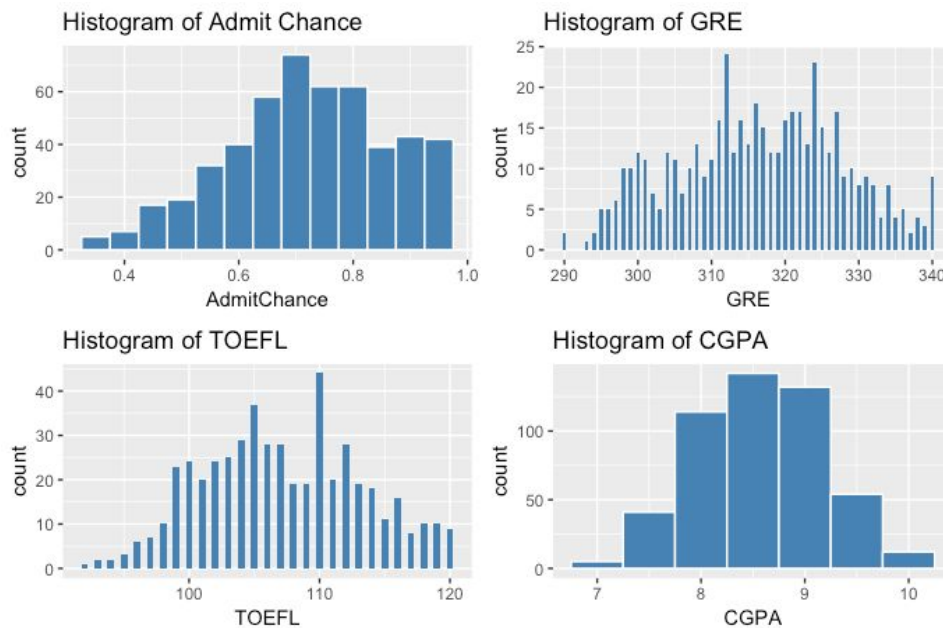 Histogram of Admit Chance
60
40
20
0
count
0.4 0.6 0.8 1.0
AdmitChance
Histogram of GRE
25
20
15
10
5
0
count
290 300 310 320 330 340
GRE
Histogram of TOEFL
40
30
20
10
0
count
100 110 120
TOEFL
Histogram of CGPA
100
50
0
count
7 8 9 10
CGPA